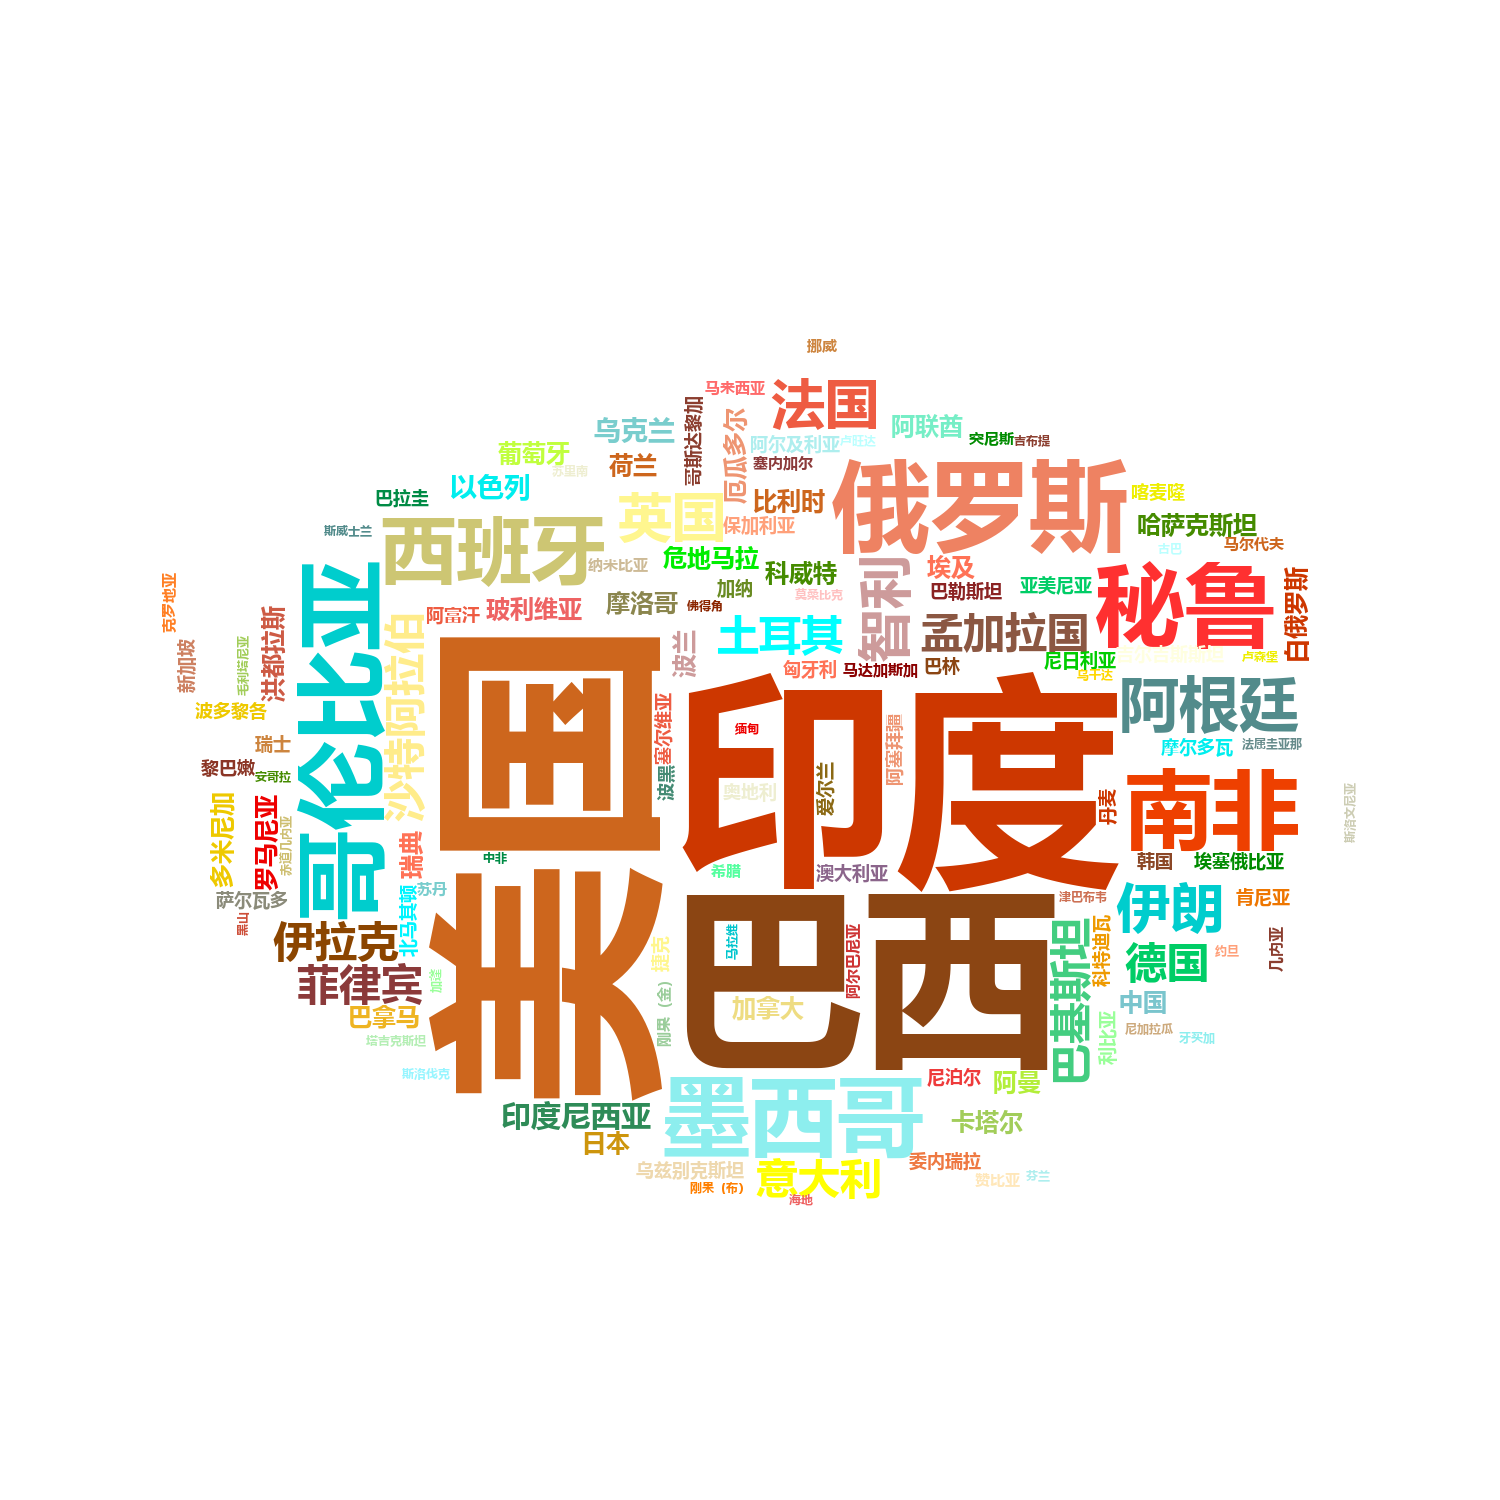 挪威
马来西亚
法国
哥斯达黎加
厄瓜多尔
乌克兰
阿联酋
阿尔及利亚
卢旺达
突尼斯
吉布提
葡萄牙
荷兰
苏里南
塞内加尔
俄罗斯
以色列
巴拉圭
英国
比利时
喀麦隆
保加利亚
哈萨克斯坦
斯威士兰
西班牙
马尔代夫
古巴
纳米比亚
危地马拉
科威特
智利
埃及
秘鲁
白俄罗斯
克罗地亚
加纳
莫桑比克
巴勒斯坦
亚美尼亚
阿富汗
玻利维亚
摩洛哥
佛得角
土耳其
孟加拉国
哥伦比亚
沙特阿拉伯
洪都拉斯
毛利塔尼亚
新加坡
波兰
匈牙利
马达加斯加
巴林
尼日利亚
乌干达
卢森堡
美国
印度
阿根廷
波多黎各
塞尔维亚
缅甸
阿塞拜疆
摩尔多瓦
法属圭亚那
瑞士
黎巴嫩
安哥拉
波黑
奥地利
爱尔兰
丹麦
南非
斯洛文尼亚
多米尼加
罗马尼亚
赤道几内亚
瑞典
中非
希腊
澳大利亚
韩国
埃塞俄比亚
苏丹
萨尔瓦多
北马其顿
黑山
巴西
津巴布韦
伊朗
肯尼亚
伊拉克
捷克
马拉维
阿尔巴尼亚
巴基斯坦
科特迪瓦
德国
约旦
几内亚
菲律宾
加蓬
刚果（金）
加拿大
中国
巴拿马
利比亚
尼加拉瓜
牙买加
塔吉克斯坦
斯洛伐克
尼泊尔
阿曼
墨西哥
印度尼西亚
日本
卡塔尔
乌兹别克斯坦
意大利
委内瑞拉
赞比亚
芬兰
刚果（布）
海地